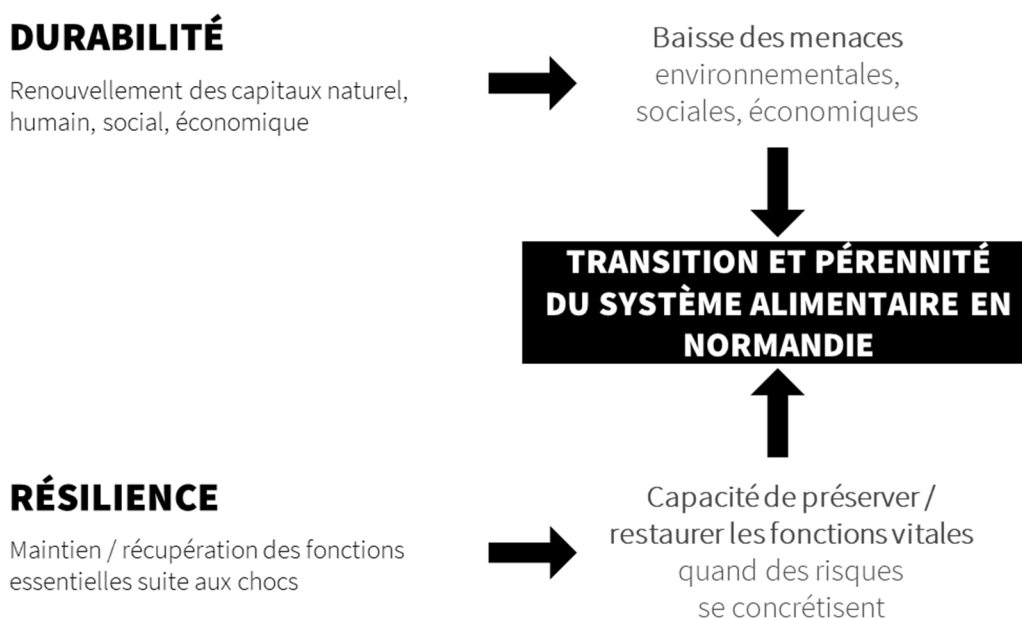 DURABILITÉ
Renouvellement des capitaux naturel,
humain, social, économique
Baisse des menaces
environnementales,
sociales, économiques
TRANSITION ET PÉRENNITÉ
DU SYSTÈME ALIMENTAIRE EN
NORMANDIE
RÉSILIENCE
Maintien / récupération des fonctions
essentielles suite aux chocs
Capacité de préserver /
restaurer les fonctions vitales
quand des risques
se concrétisent